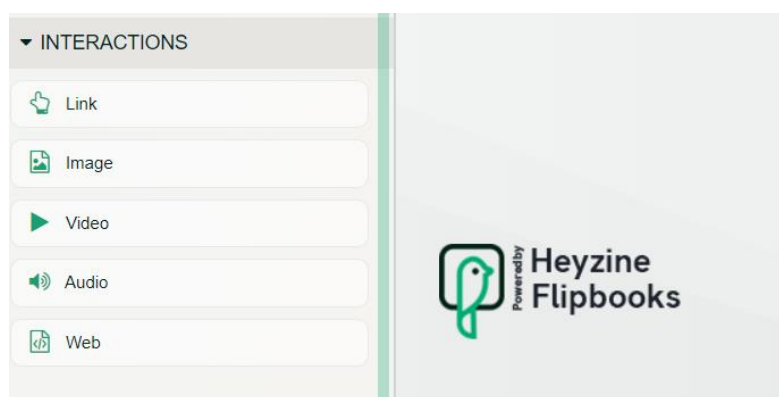 INTERACTIONS
Link
Image
Video
Audio
Web
Powered by
Heyzine
Flipbooks